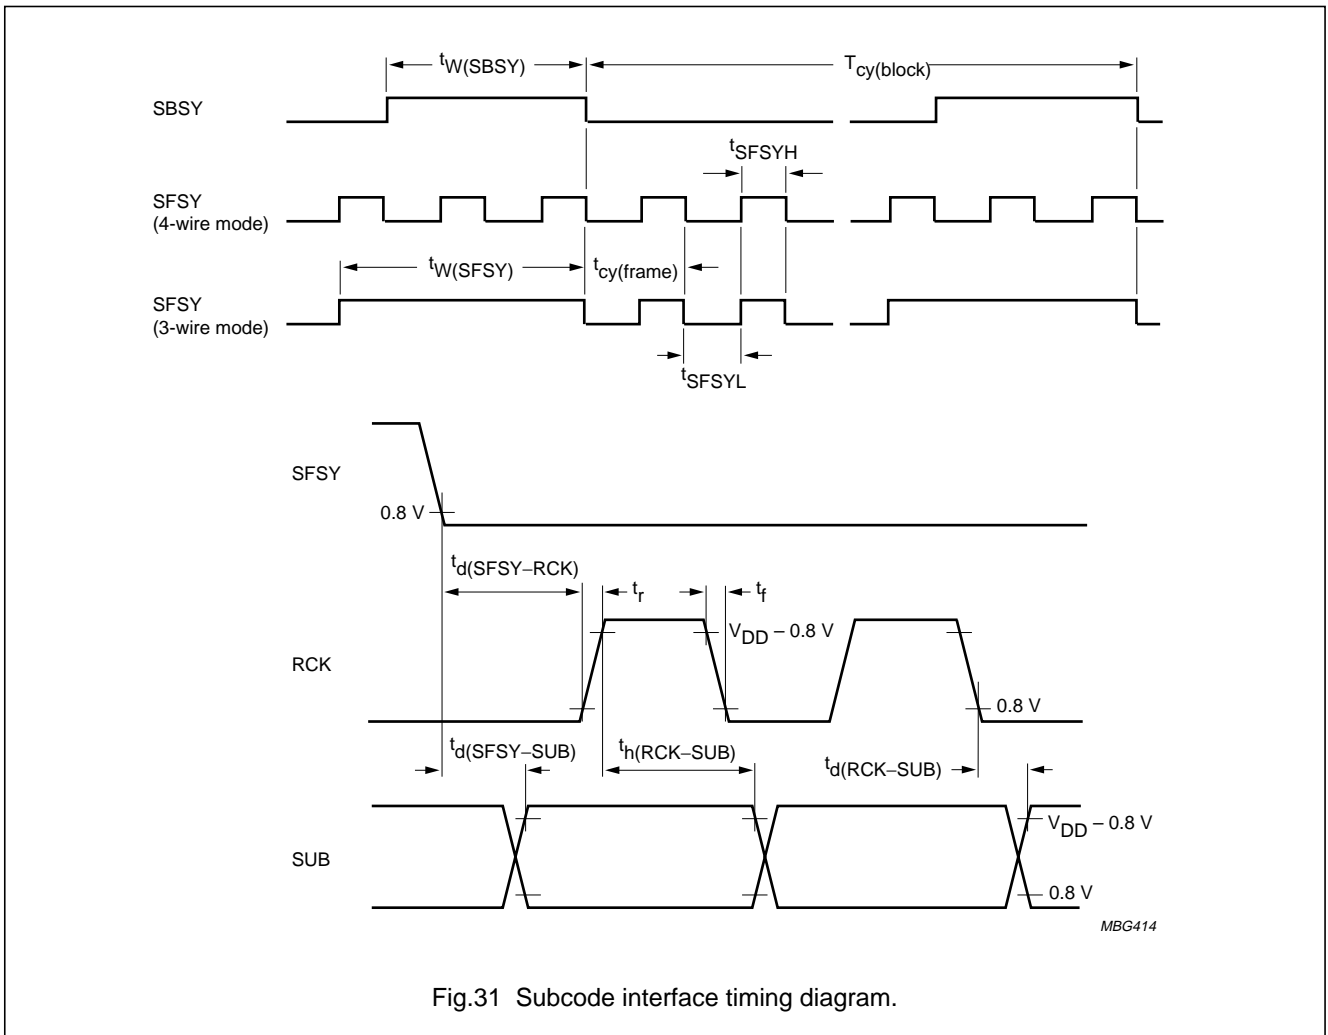 tW(SBSY)
Tcy(block)
SBSY
tSFSYH
SFSY
(4-wire mode)
tW(SFSY)
tcy(frame)
SFSY
(3-wire mode)
tSFSYL
SFSY
0.8 V
td(SFSY–RCK)
tr
tf
VDD – 0.8 V
RCK
0.8 V
td(SFSY–SUB)
th(RCK–SUB)
td(RCK–SUB)
VDD – 0.8 V
SUB
0.8 V
MBG414
Fig.31 Subcode interface timing diagram.